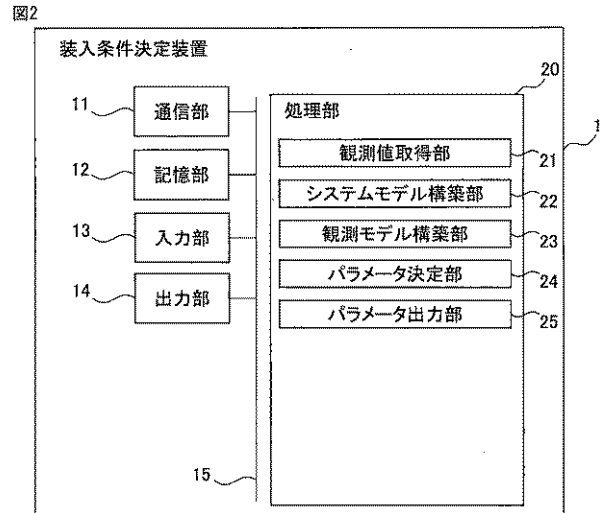 図2
装入条件決定装置
20
11
通信部
処理部
1
観測値取得部
21
12
記憶部
システムモデル構築部
22
13
入力部
観測モデル構築部
23
14
出力部
パラメータ決定部
24
パラメータ出力部
25
15